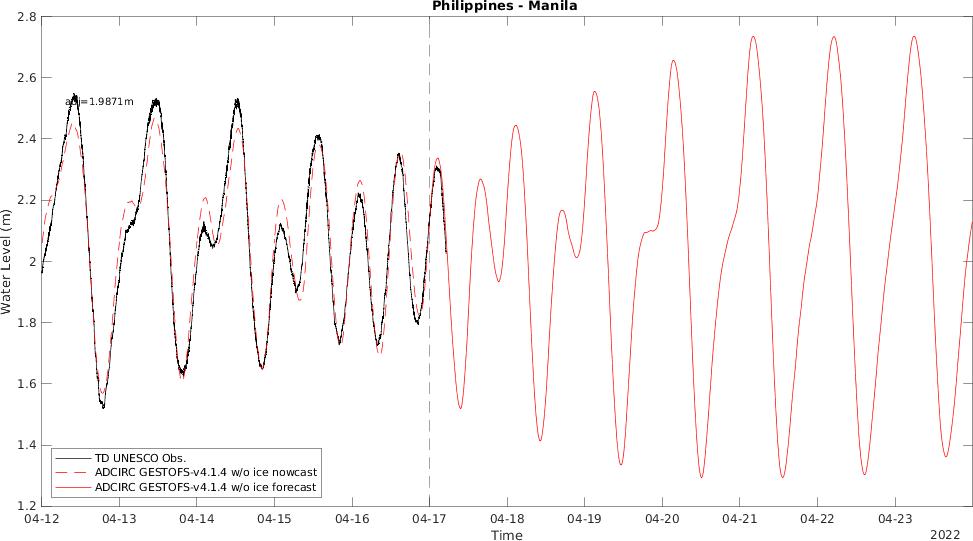 Philippines - Manila
2.8
2.6
adj=1.9871m
2.4
2.2
2
1.8
1.6
1.4
1.2
Water Level (m)
TD UNESCO Obs.
ADCIRC GESTOFS-v4.1.4 w/o ice nowcast
ADCIRC GESTOFS-v4.1.4 w/o ice forecast
04-12 04-13 04-14 04-15 04-16 04-17 04-18 04-19 04-20 04-21 04-22 04-23
Time
2022